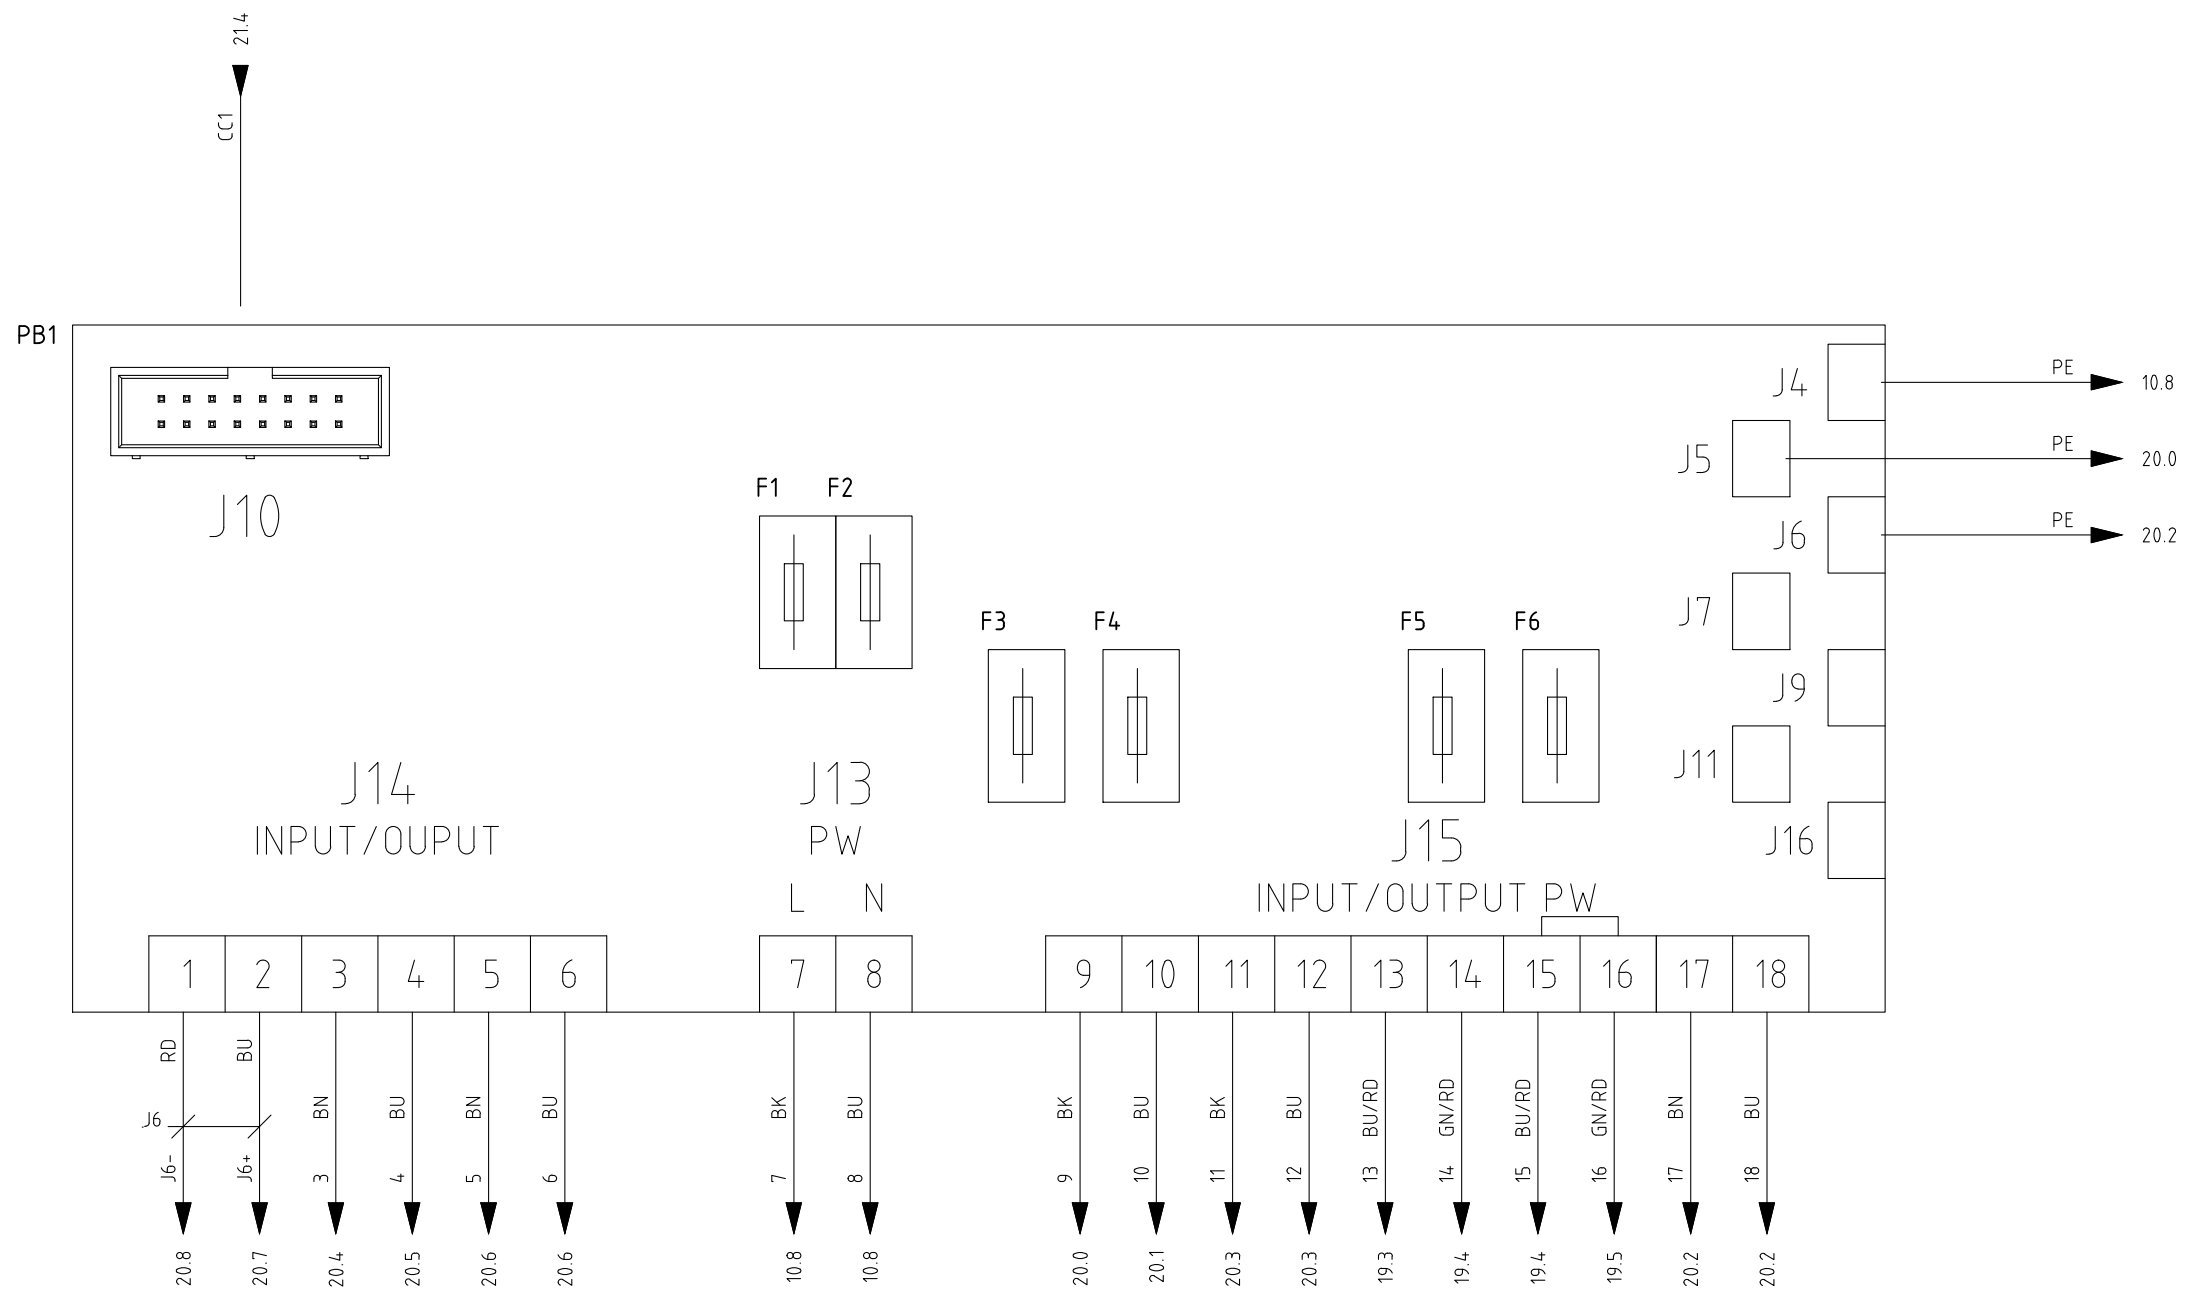 21.4
CC1
PB1
J10
J4
PE
10.8
J5
PE
20.0
J6
PE
20.2
J7
J9
J11
J16
F1 F2
F3 F4 F5 F6
J14
INPUT/OUPUT
J13
PW
L N
J15
INPUT/OUTPUT PW
1 2 3 4 5 6 7 8 9 10 11 12 13 14 15 16 17 18
RD BU BN BU BN BU BK BU BK BU BK BU BU/RD GN/RD BU/RD GN/RD BN BU
J6
J6- J6+ 3 4 5 6 7 8 9 10 11 12 13 14 15 16 17 18
20.8 20.7 20.4 20.5 20.6 20.6 10.8 10.8 20.0 20.1 20.3 20.3 19.3 19.4 19.4 19.5 20.2 20.2